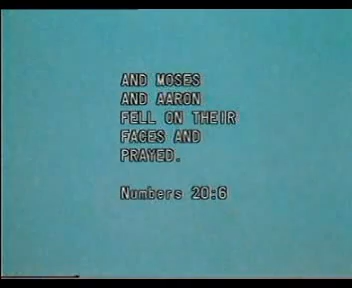 AND MOSES
AND AARON
FELL ON THEIR
FACES AND
PRAYED.
Numbers 20:6